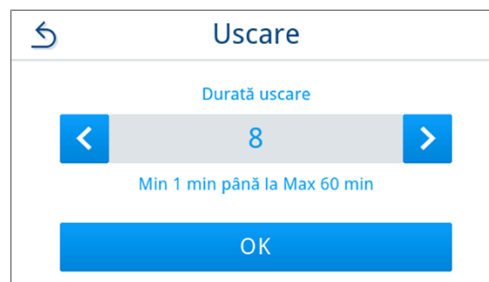 Uscare
Durată uscare
8
Min 1 min până la Max 60 min
OK